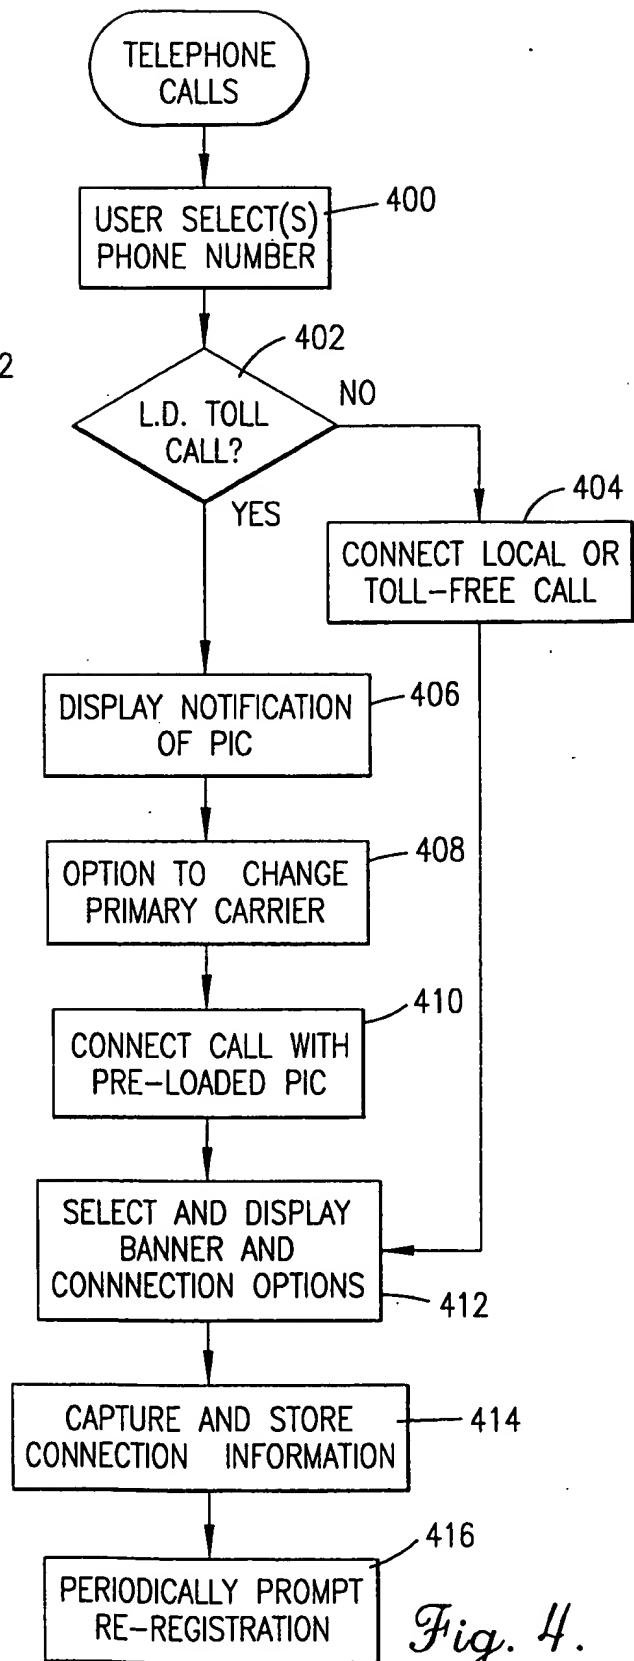 TELEPHONE
CALLS
USER SELECT(S)
PHONE NUMBER
400
402
2
L.D. TOLL
CALL?
NO
YES
404
CONNECT LOCAL OR
TOLL-FREE CALL
DISPLAY NOTIFICATION
OF PIC
406
OPTION TO CHANGE
PRIMARY CARRIER
408
CONNECT CALL WITH
PRE-LOADED PIC
410
SELECT AND DISPLAY
BANNER AND
CONNNECTION OPTIONS
412
CAPTURE AND STORE
CONNECTION INFORMATION
414
PERIODICALLY PROMPT
RE-REGISTRATION
416
Fig. 4.